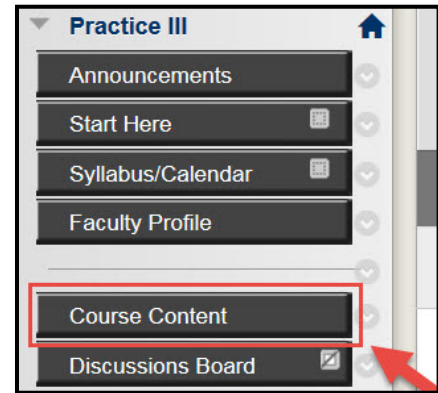 Practice III
Announcements
Start Here
Syllabus/Calendar
Faculty Profile
Course Content
Discussions Board